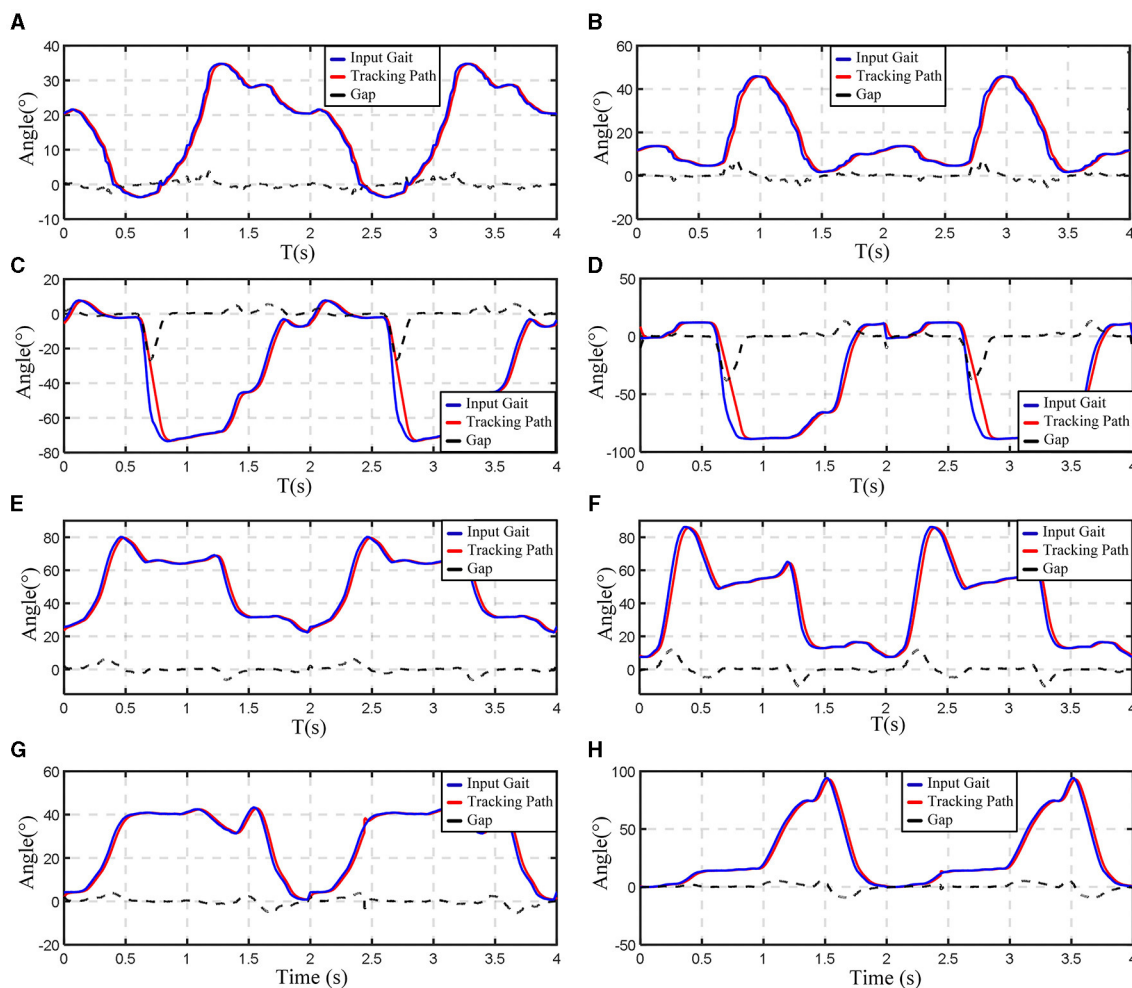 A
40
30
20
10
0
-10
Angle(°)
0 0.5 1 1.5 2 2.5 3 3.5 4
T(s)
Input Gait
Tracking Path
Gap
B
60
40
20
0
-20
Angle(°)
0 0.5 1 1.5 2 2.5 3 3.5 4
T(s)
Input Gait
Tracking Path
Gap
C
20
0
-20
-40
-60
-80
Angle(°)
0 0.5 1 1.5 2 2.5 3 3.5 4
T(s)
Input Gait
Tracking Path
Gap
D
50
0
-50
-100
Angle(°)
0 0.5 1 1.5 2 2.5 3 3.5 4
T(s)
Input Gait
Tracking Path
Gap
E
80
60
40
20
0
Angle(°)
0 0.5 1 1.5 2 2.5 3 3.5 4
T(s)
Input Gait
Tracking Path
Gap
F
80
60
40
20
0
Angle(°)
0 0.5 1 1.5 2 2.5 3 3.5 4
T(s)
Input Gait
Tracking Path
Gap
G
60
40
20
0
-20
Angle(°)
0 0.5 1 1.5 2 2.5 3 3.5 4
Time (s)
Input Gait
Tracking Path
Gap
H
100
50
0
-50
Angle(°)
0 0.5 1 1.5 2 2.5 3 3.5 4
Time (s)
Input Gait
Tracking Path
Gap